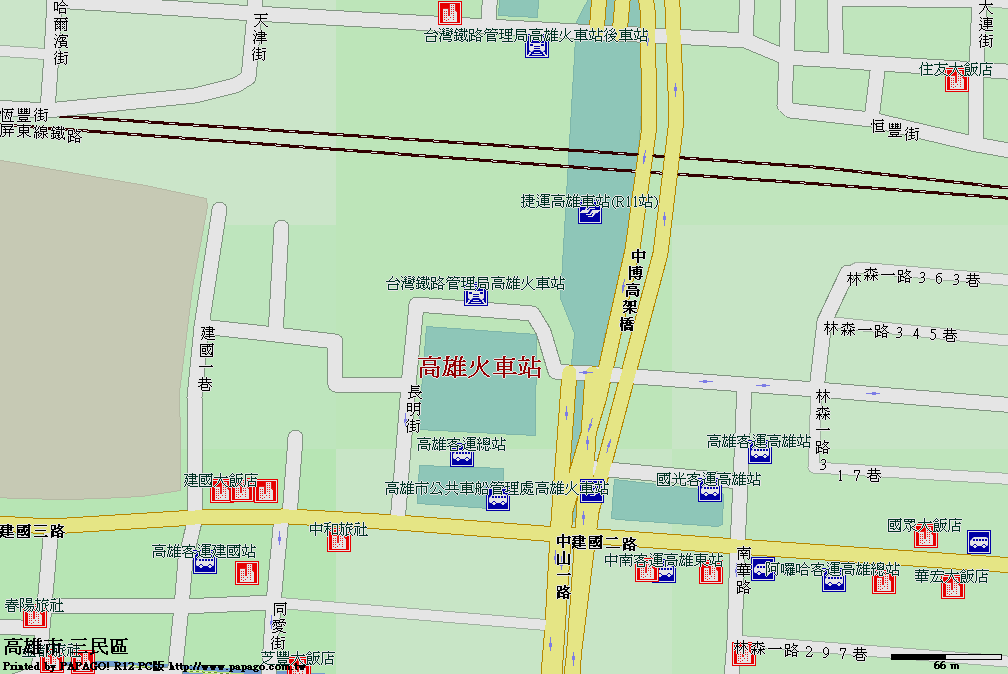 哈爾濱街
天津街
大連街
台灣鐵路管理局高雄火車站後車站
住友大飯店
恆豐街
屏東線鐵路
恒豐街
捷運高雄車站(R11站)
中博高架橋
林森一路363巷
台灣鐵路管理局高雄火車站
林森一路345巷
建國一巷
高雄火車站
長明街
林森一路317巷
高雄客運總站
高雄客運高雄站
建國大飯店
高雄市公共車船管理處高雄火車站
國光客運高雄站
建國三路
中和旅社
國眾大飯店
中山一路
建國二路
高雄客運建國站
中南客運高雄東站
南華路
阿囉哈客運高雄總站
華宏大飯店
春陽旅社
同愛街
高雄市 三民區
芝豐大飯店
林森一路297巷
Printed by PAPAGO! R12 PC版 http://www.papago.com.tw
66 m